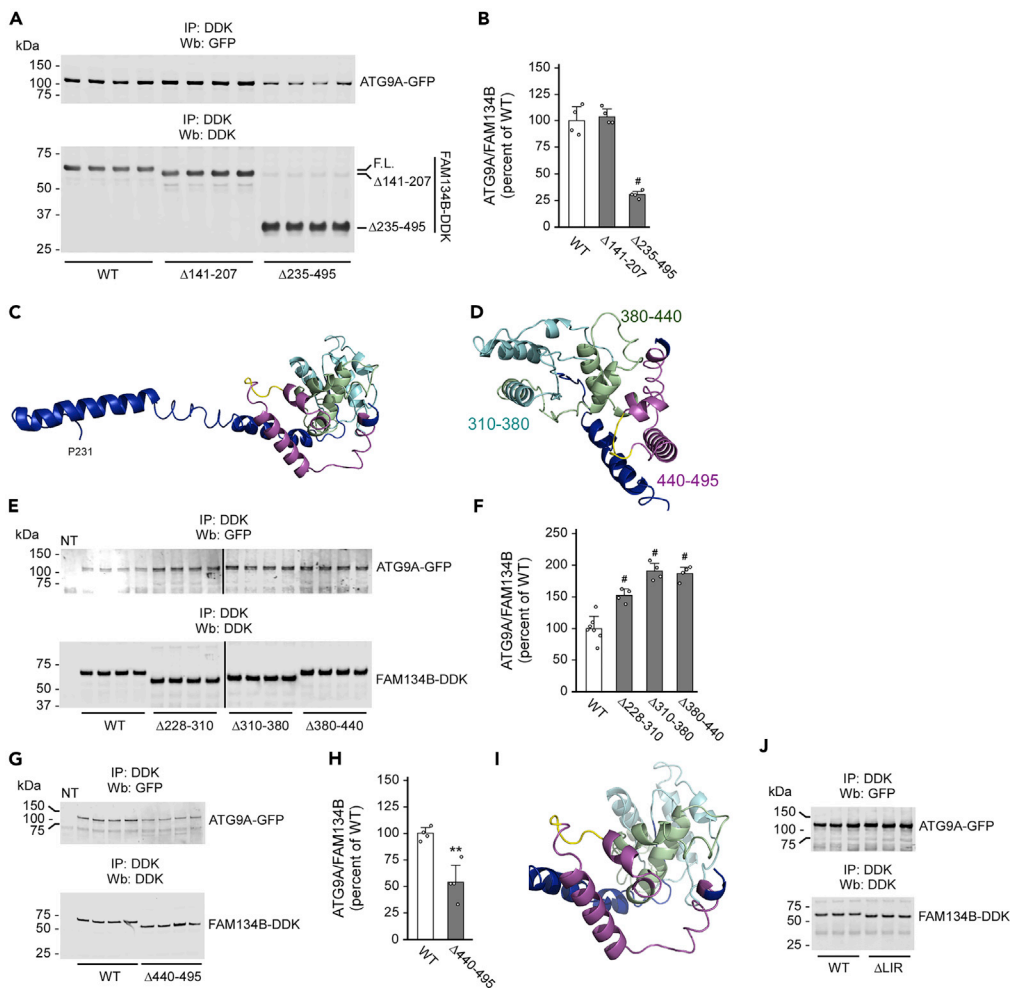 A
IP: DDK
Wb: GFP
kDa
150
100
75
ATG9A-GFP
IP: DDK
Wb: DDK
75
50
37
25
F.L.
Δ141-207
Δ235-495
FAM134B-DDK
WT
Δ141-207
Δ235-495
B
ATG9A/FAM134B
(percent of WT)
150
125
100
75
50
25
0
#
WT
Δ141-207
Δ235-495
C
P231
D
380-440
310-380
440-495
E
IP: DDK
Wb: GFP
kDa
NT
150
100
75
ATG9A-GFP
IP: DDK
Wb: DDK
75
50
37
FAM134B-DDK
WT
Δ228-310
Δ310-380
Δ380-440
F
ATG9A/FAM134B
(percent of WT)
250
200
150
100
50
0
#
#
#
WT
Δ228-310
Δ310-380
Δ380-440
G
IP: DDK
Wb: GFP
kDa
NT
150
100
75
ATG9A-GFP
IP: DDK
Wb: DDK
75
50
25
FAM134B-DDK
WT
Δ440-495
H
ATG9A/FAM134B
(percent of WT)
150
125
100
75
50
25
0
**
WT
Δ440-495
I
J
IP: DDK
Wb: GFP
kDa
150
100
75
ATG9A-GFP
IP: DDK
Wb: DDK
75
50
25
FAM134B-DDK
WT
ΔLIR